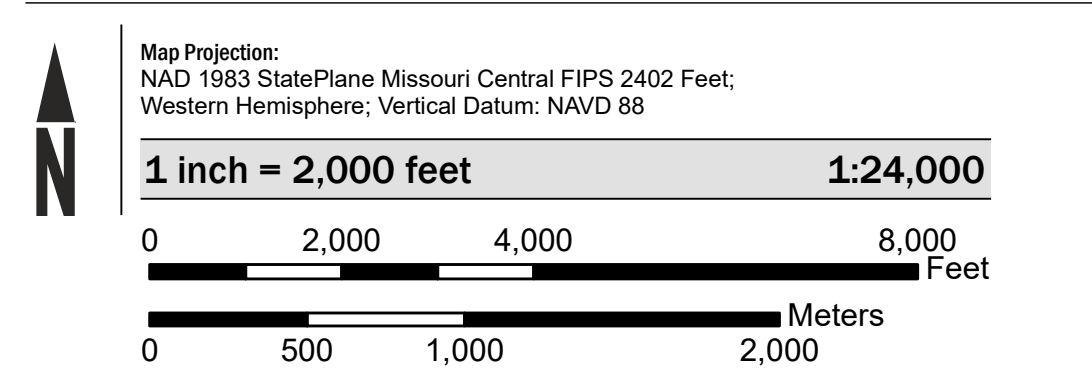 N
Map Projection:
NAD 1983 StatePlane Missouri Central FIPS 2402 Feet;
Western Hemisphere; Vertical Datum: NAVD 88
1 inch = 2,000 feet 1:24,000
0 2,000 4,000 8,000
Feet
Meters
0 500 1,000 2,000